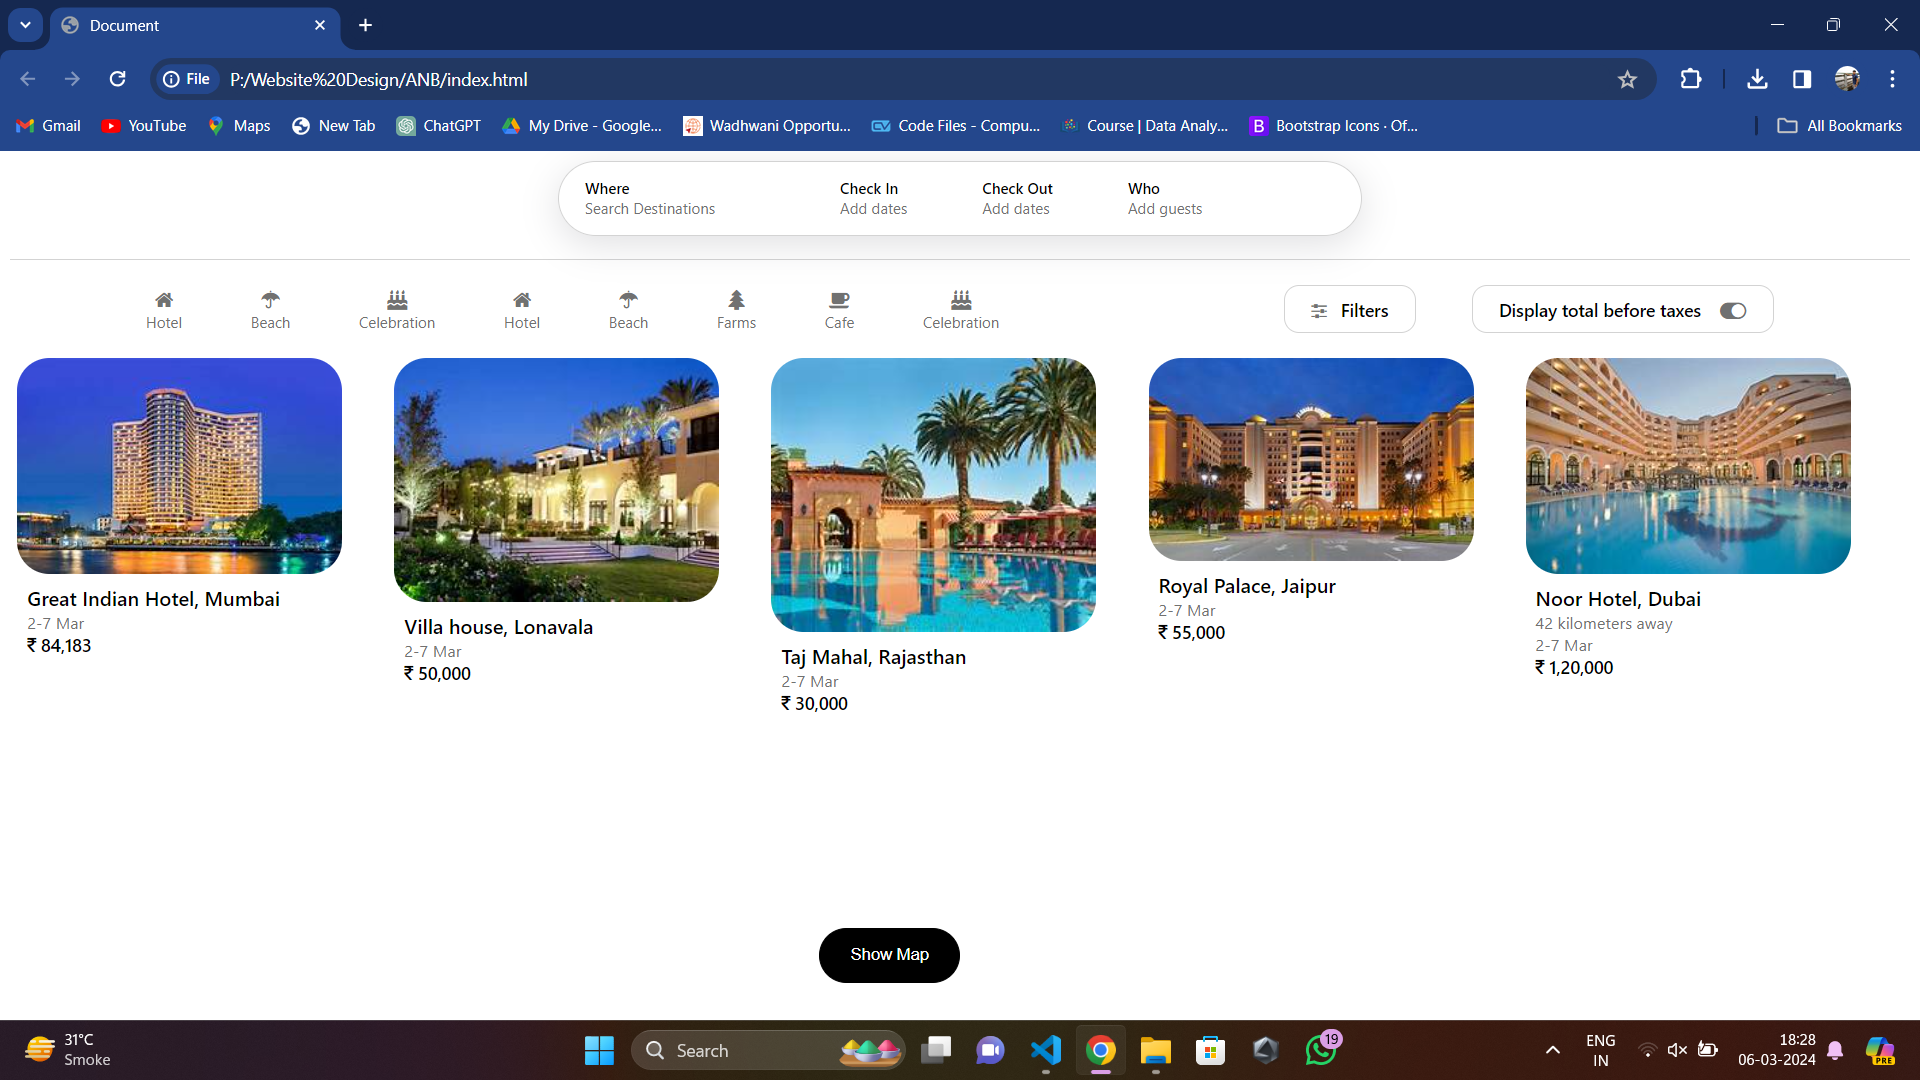 Document
File
P:/Website%20Design/ANB/index.html
Gmail
YouTube
Maps
New Tab
ChatGPT
My Drive - Google...
Wadhwani Opportu...
Code Files - Compu...
Course | Data Analy...
B
Bootstrap Icons · Of...
All Bookmarks
Where
Search Destinations
Check In
Add dates
Check Out
Add dates
Who
Add guests
Hotel
Beach
Celebration
Hotel
Beach
Farms
Cafe
Celebration
Filters
Display total before taxes
Great Indian Hotel, Mumbai
2-7 Mar
₹ 84,183
Villa house, Lonavala
2-7 Mar
₹ 50,000
Taj Mahal, Rajasthan
2-7 Mar
₹ 30,000
Royal Palace, Jaipur
2-7 Mar
₹ 55,000
Noor Hotel, Dubai
42 kilometers away
2-7 Mar
₹ 1,20,000
Show Map
31°C
Smoke
Search
19
ENG
IN
18:28
06-03-2024
PRE